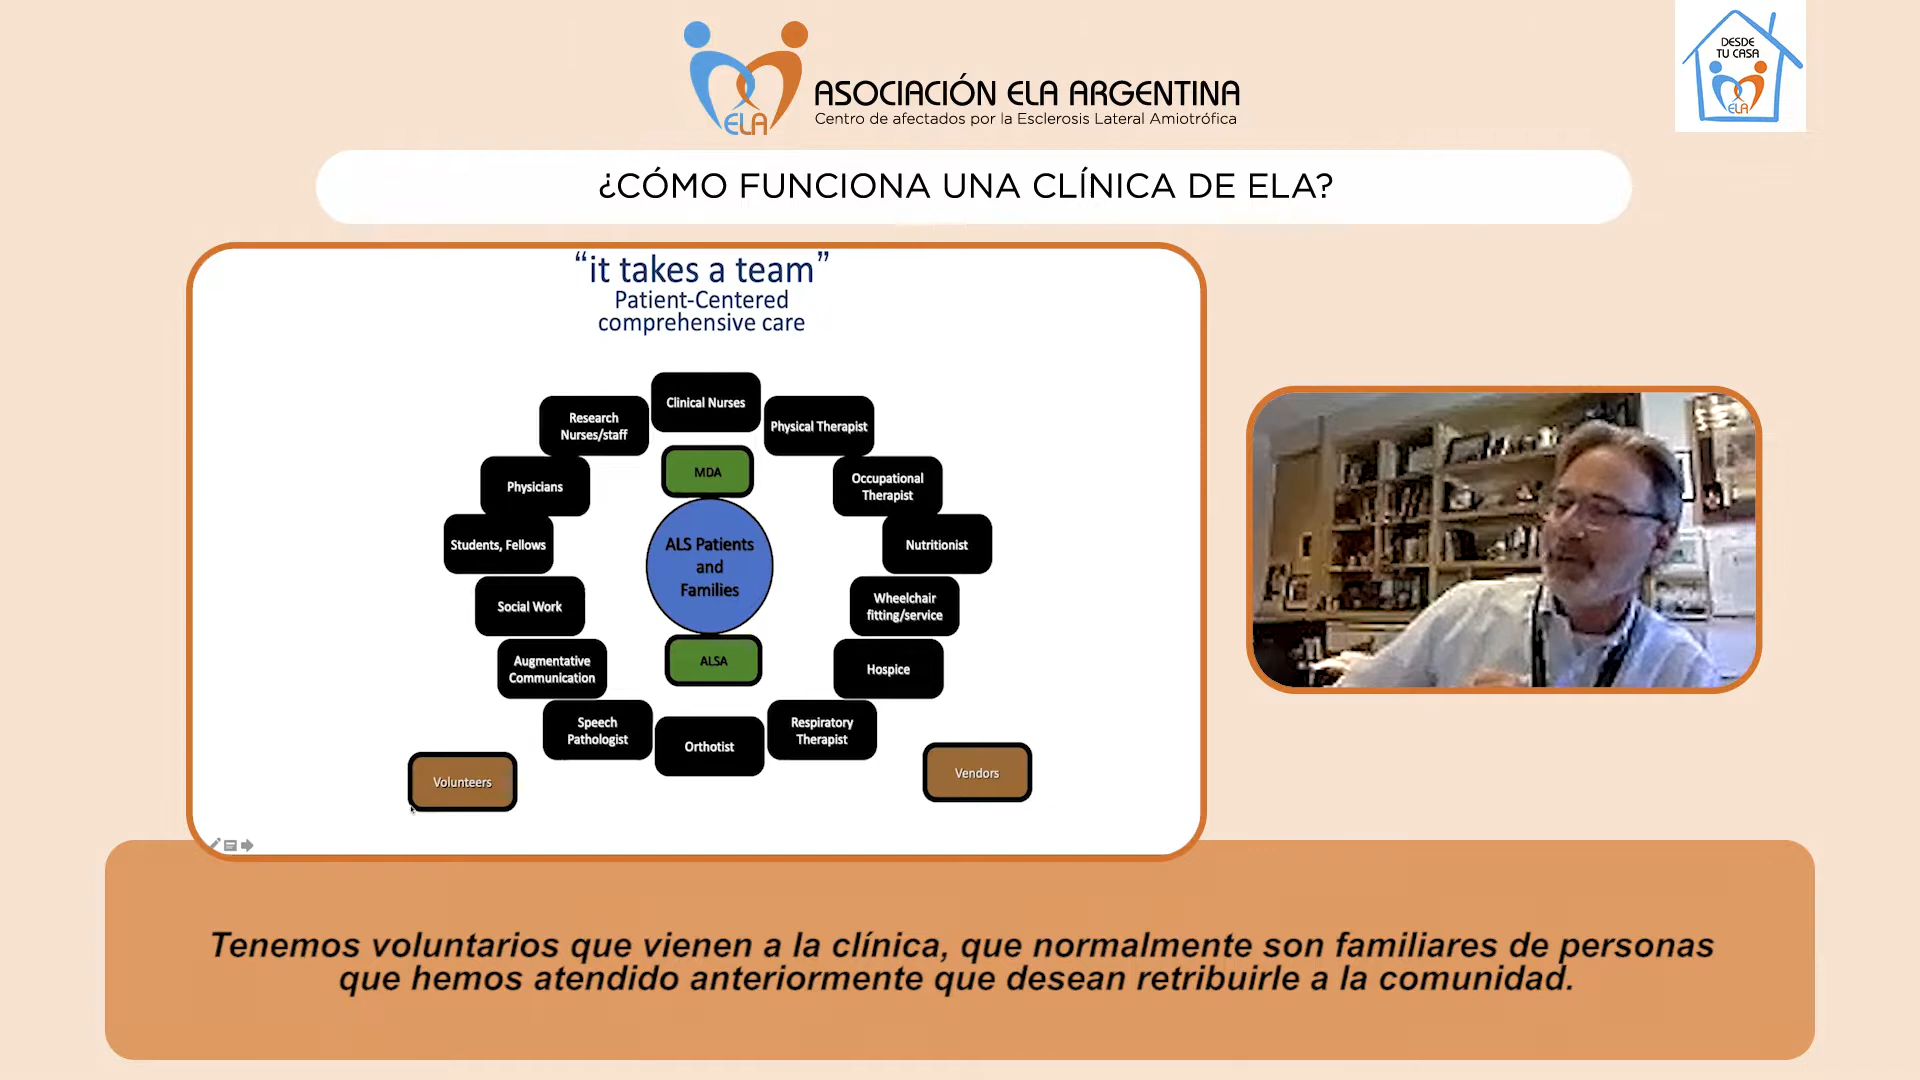 ELA
ASOCIACIÓN ELA ARGENTINA
Centro de afectados por la Esclerosis Lateral Amiotrófica
DESDE
TU CASA
ELA
¿CÓMO FUNCIONA UNA CLÍNICA DE ELA?
“it takes a team”
Patient-Centered
comprehensive care
Clinical Nurses
Research
Nurses/staff
Physical Therapist
MDA
Physicians
Occupational
Therapist
Students, Fellows
ALS Patients
and
Families
Nutritionist
Social Work
Wheelchair
fitting/service
Augmentative
Communication
ALSA
Hospice
Speech
Pathologist
Orthotist
Respiratory
Therapist
Volunteers
Vendors
Tenemos voluntarios que vienen a la clínica, que normalmente son familiares de personas
que hemos atendido anteriormente que desean retribuirle a la comunidad.